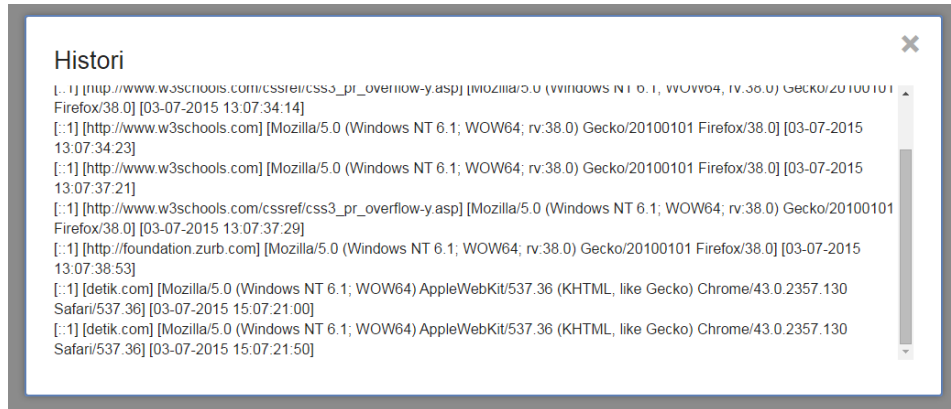 Histori
[::1] [http://www.w3schools.com/cssref/css3_pr_overflow-y.asp] [Mozilla/5.0 (Windows NT 6.1; WOW64; rv:38.0) Gecko/20100101
Firefox/38.0] [03-07-2015 13:07:34:14]
[::1] [http://www.w3schools.com] [Mozilla/5.0 (Windows NT 6.1; WOW64; rv:38.0) Gecko/20100101 Firefox/38.0] [03-07-2015
13:07:34:23]
[::1] [http://www.w3schools.com] [Mozilla/5.0 (Windows NT 6.1; WOW64; rv:38.0) Gecko/20100101 Firefox/38.0] [03-07-2015
13:07:37:21]
[::1] [http://www.w3schools.com/cssref/css3_pr_overflow-y.asp] [Mozilla/5.0 (Windows NT 6.1; WOW64; rv:38.0) Gecko/20100101
Firefox/38.0] [03-07-2015 13:07:37:29]
[::1] [http://foundation.zurb.com] [Mozilla/5.0 (Windows NT 6.1; WOW64; rv:38.0) Gecko/20100101 Firefox/38.0] [03-07-2015
13:07:38:53]
[::1] [detik.com] [Mozilla/5.0 (Windows NT 6.1; WOW64) AppleWebKit/537.36 (KHTML, like Gecko) Chrome/43.0.2357.130
Safari/537.36] [03-07-2015 15:07:21:00]
[::1] [detik.com] [Mozilla/5.0 (Windows NT 6.1; WOW64) AppleWebKit/537.36 (KHTML, like Gecko) Chrome/43.0.2357.130
Safari/537.36] [03-07-2015 15:07:21:50]